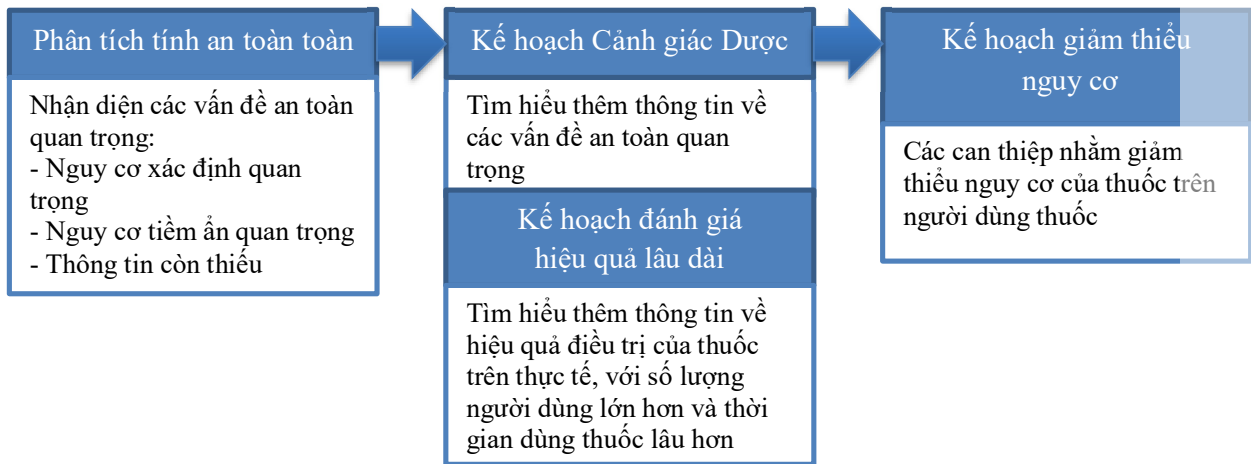 Phân tích tính an toàn toàn
Nhận diện các vấn đề an toàn
quan trọng:
- Nguy cơ xác định quan
trọng
- Nguy cơ tiềm ẩn quan trọng
- Thông tin còn thiếu
Kế hoạch Cảnh giác Dược
Tìm hiểu thêm thông tin về
các vấn đề an toàn quan
trọng
Kế hoạch đánh giá
hiệu quả lâu dài
Tìm hiểu thêm thông tin về
hiệu quả điều trị của thuốc
trên thực tế, với số lượng
người dùng lớn hơn và thời
gian dùng thuốc lâu hơn
Kế hoạch giảm thiểu
nguy cơ
Các can thiệp nhằm giảm
thiểu nguy cơ của thuốc trên
người dùng thuốc